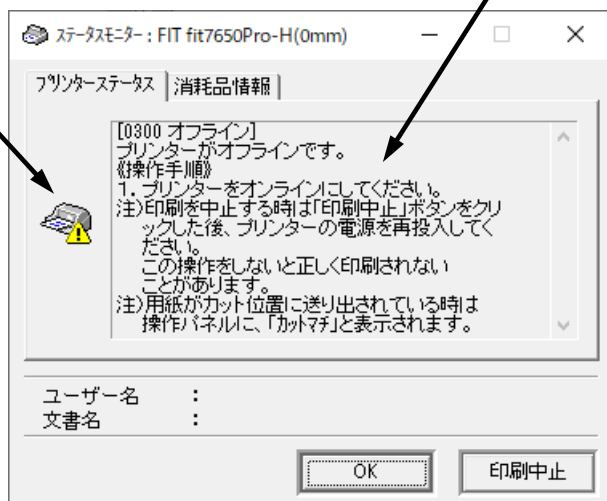 ステータスモニター : FIT fit7650Pro-H(0mm)
プリンターステータス 消耗品情報
[0300 オフライン]
プリンターがオフラインです。
《操作手順》
1. プリンターをオンラインにしてください。
注)印刷を中止する時は「印刷中止」ボタンをクリ
ックした後、プリンターの電源を再投入してく
ださい。
この操作をしないと正しく印刷されない
ことがあります。
注)用紙がカット位置に送り出されている時は
操作パネルに、「カットマチ」と表示されます。
ユーザー名 :
文書名 :
OK 印刷中止